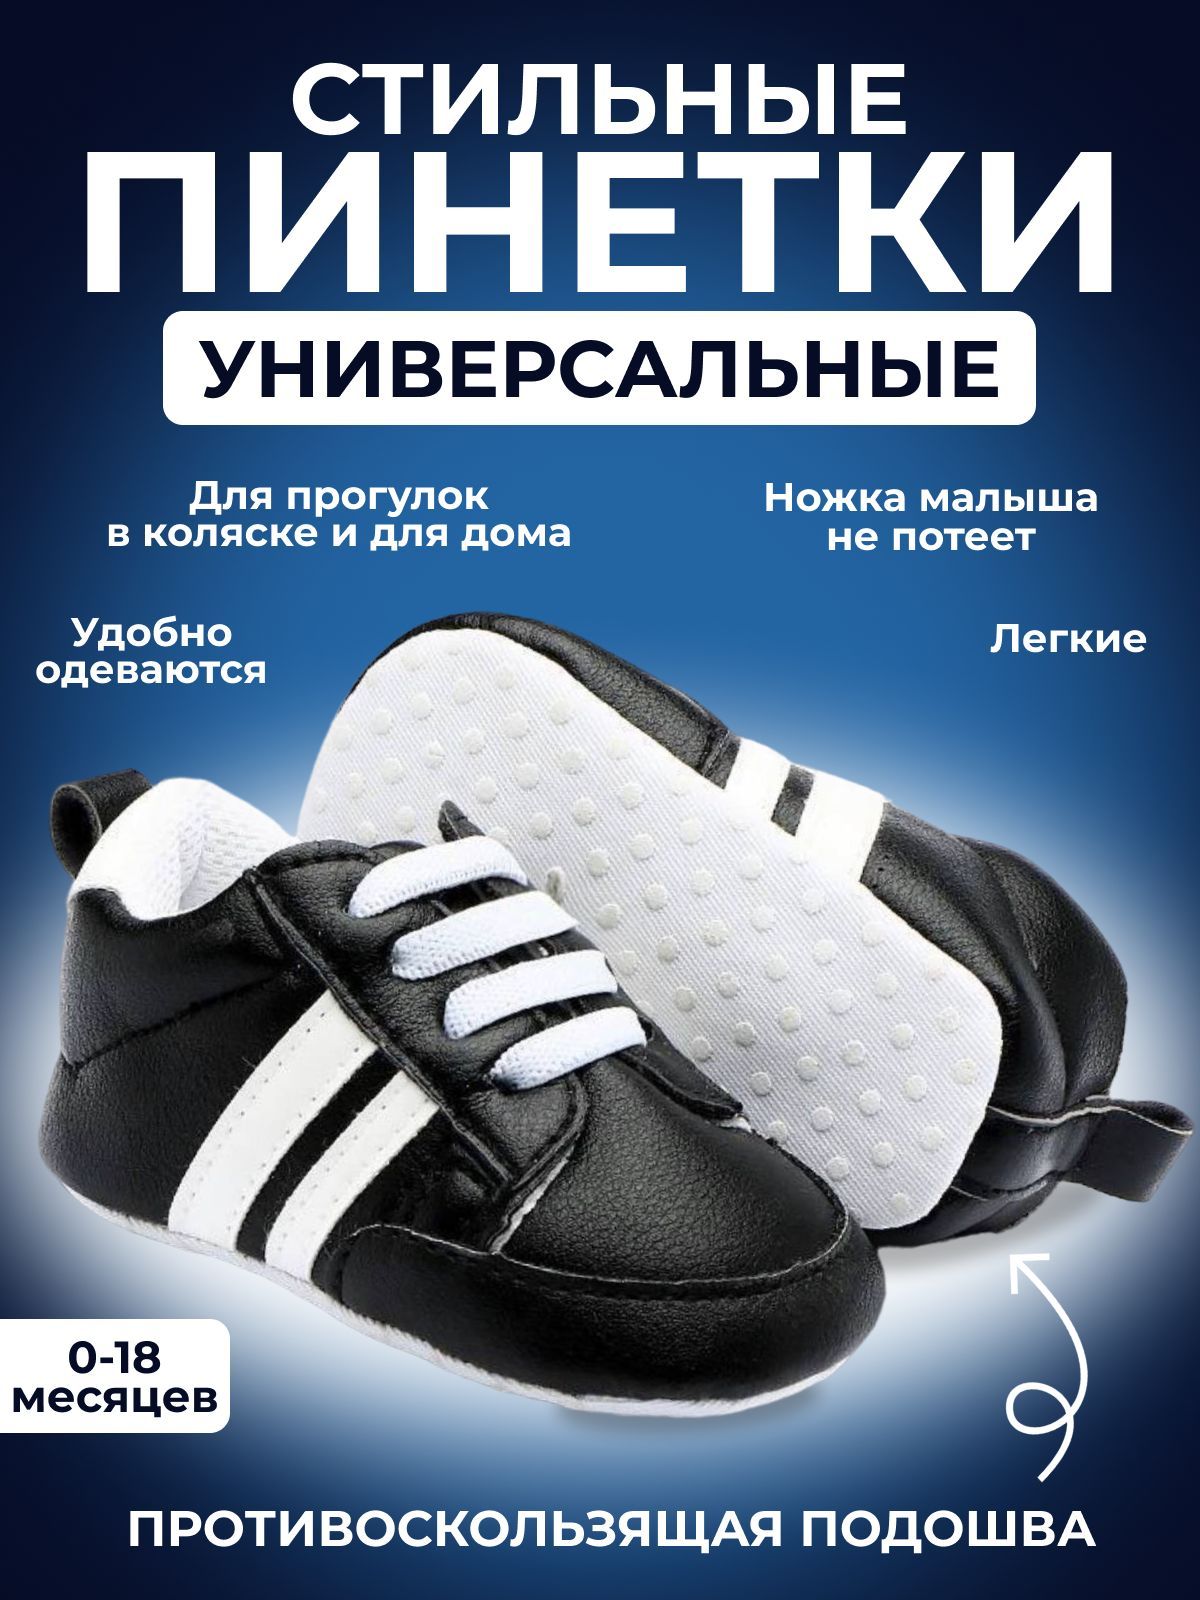 СТИЛЬНЫЕ
ПИНЕТКИ
УНИВЕРСАЛЬНЫЕ
Для прогулок
в коляске и для дома
Ножка малыша
не потеет
Удобно
одеваются
Легкие
0-18
месяцев
ПРОТИВОСКОЛЬЗЯЩАЯ ПОДОШВА